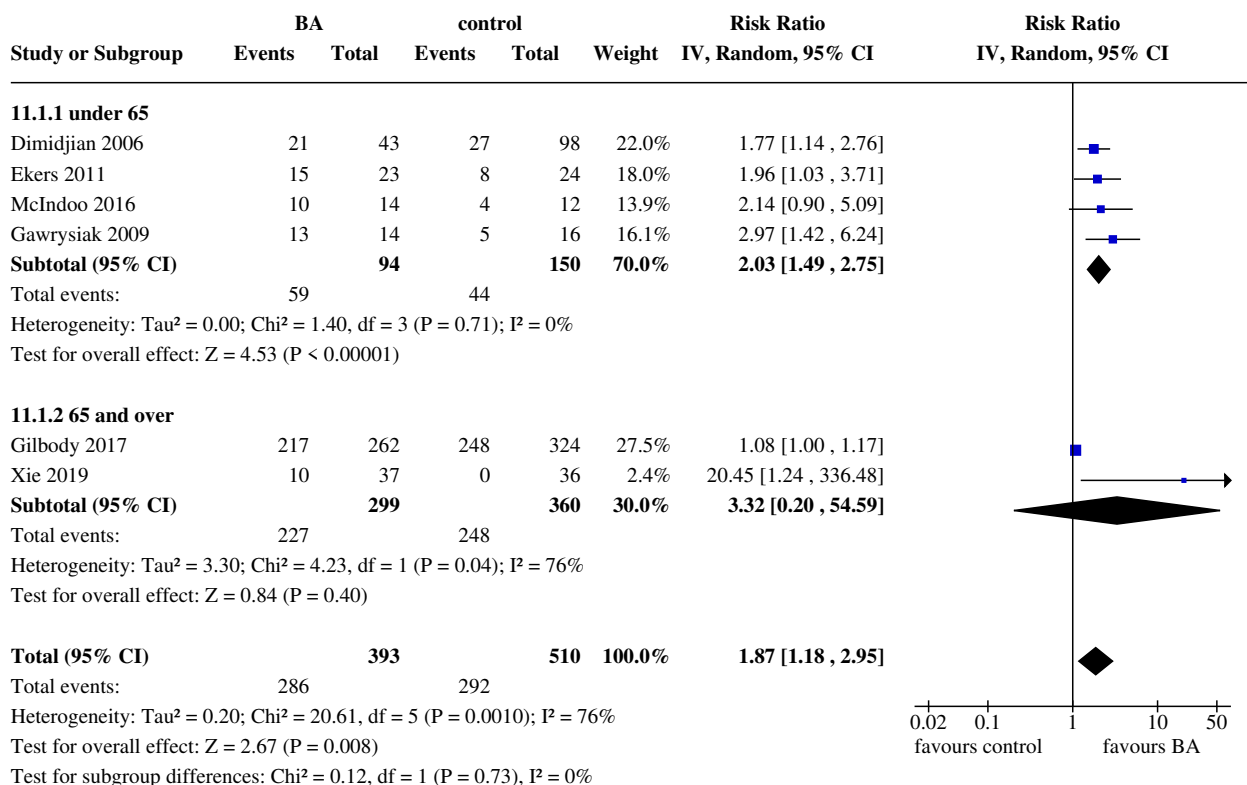 BA control Risk Ratio Risk Ratio
Study or Subgroup Events Total Events Total Weight IV, Random, 95% CI IV, Random, 95% CI
11.1.1 under 65
Dimidjian 2006 21 43 27 98 22.0% 1.77 [1.14 , 2.76]
Ekers 2011 15 23 8 24 18.0% 1.96 [1.03 , 3.71]
McIndoo 2016 10 14 4 12 13.9% 2.14 [0.90 , 5.09]
Gawrysiak 2009 13 14 5 16 16.1% 2.97 [1.42 , 6.24]
Subtotal (95% CI) 94 150 70.0% 2.03 [1.49 , 2.75]
Total events: 59 44
Heterogeneity: Tau² = 0.00; Chi² = 1.40, df = 3 (P = 0.71); I² = 0%
Test for overall effect: Z = 4.53 (P < 0.00001)
11.1.2 65 and over
Gilbody 2017 217 262 248 324 27.5% 1.08 [1.00 , 1.17]
Xie 2019 10 37 0 36 2.4% 20.45 [1.24 , 336.48]
Subtotal (95% CI) 299 360 30.0% 3.32 [0.20 , 54.59]
Total events: 227 248
Heterogeneity: Tau² = 3.30; Chi² = 4.23, df = 1 (P = 0.04); I² = 76%
Test for overall effect: Z = 0.84 (P = 0.40)
Total (95% CI) 393 510 100.0% 1.87 [1.18 , 2.95]
Total events: 286 292
Heterogeneity: Tau² = 0.20; Chi² = 20.61, df = 5 (P = 0.0010); I² = 76%
Test for overall effect: Z = 2.67 (P = 0.008)
Test for subgroup differences: Chi² = 0.12, df = 1 (P = 0.73), I² = 0%
0.02 0.1 1 10 50
favours control favours BA